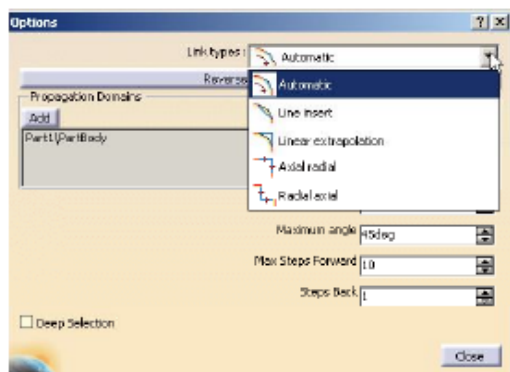 Options
Link types : Automatic
Reverse
Automatic
Propagation Domains
Line insert
Add
Part1\PartBody
Linear extrapolation
Axial radial
Radial axial
Maximum angle 45deg
Max Steps Forward 10
Steps Back 1
Deep Selection
Close